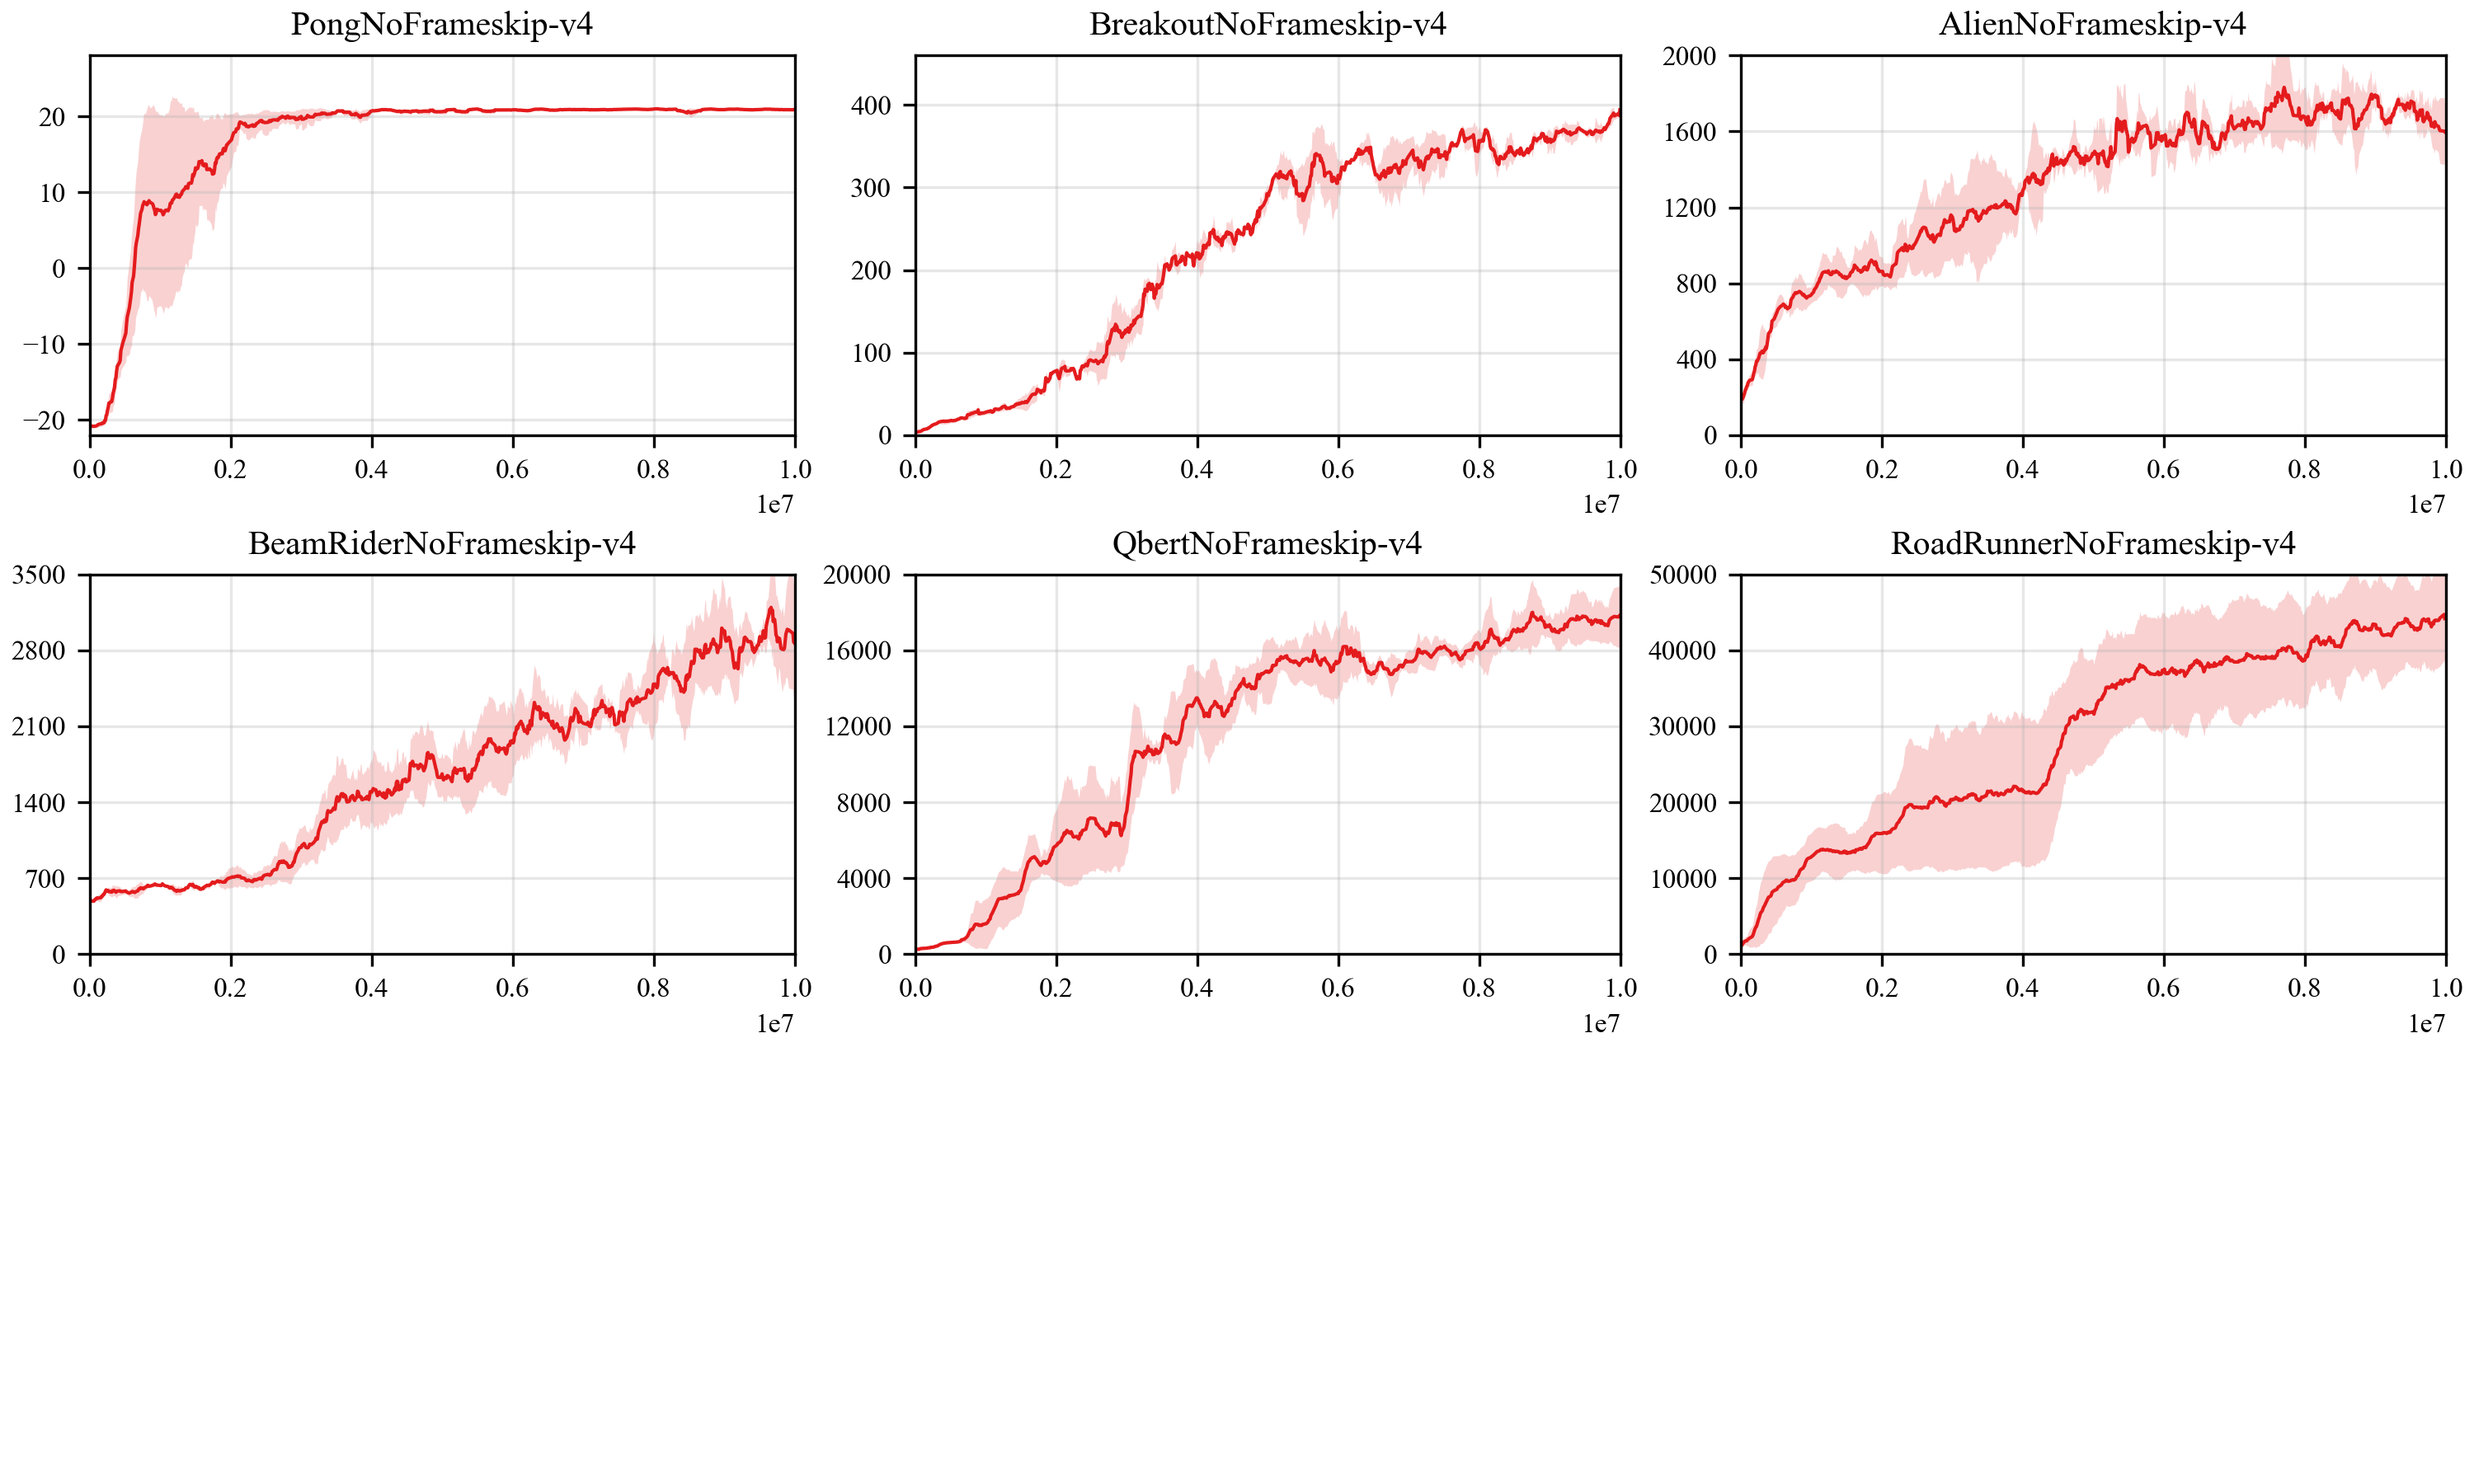 PongNoFrameskip-v4
20
10
0
−10
−20
0.0 0.2 0.4 0.6 0.8 1.0
1e7
BreakoutNoFrameskip-v4
400
300
200
100
0
0.0 0.2 0.4 0.6 0.8 1.0
1e7
AlienNoFrameskip-v4
2000
1600
1200
800
400
0
0.0 0.2 0.4 0.6 0.8 1.0
1e7
BeamRiderNoFrameskip-v4
3500
2800
2100
1400
700
0
0.0 0.2 0.4 0.6 0.8 1.0
1e7
QbertNoFrameskip-v4
20000
16000
12000
8000
4000
0
0.0 0.2 0.4 0.6 0.8 1.0
1e7
RoadRunnerNoFrameskip-v4
50000
40000
30000
20000
10000
0
0.0 0.2 0.4 0.6 0.8 1.0
1e7